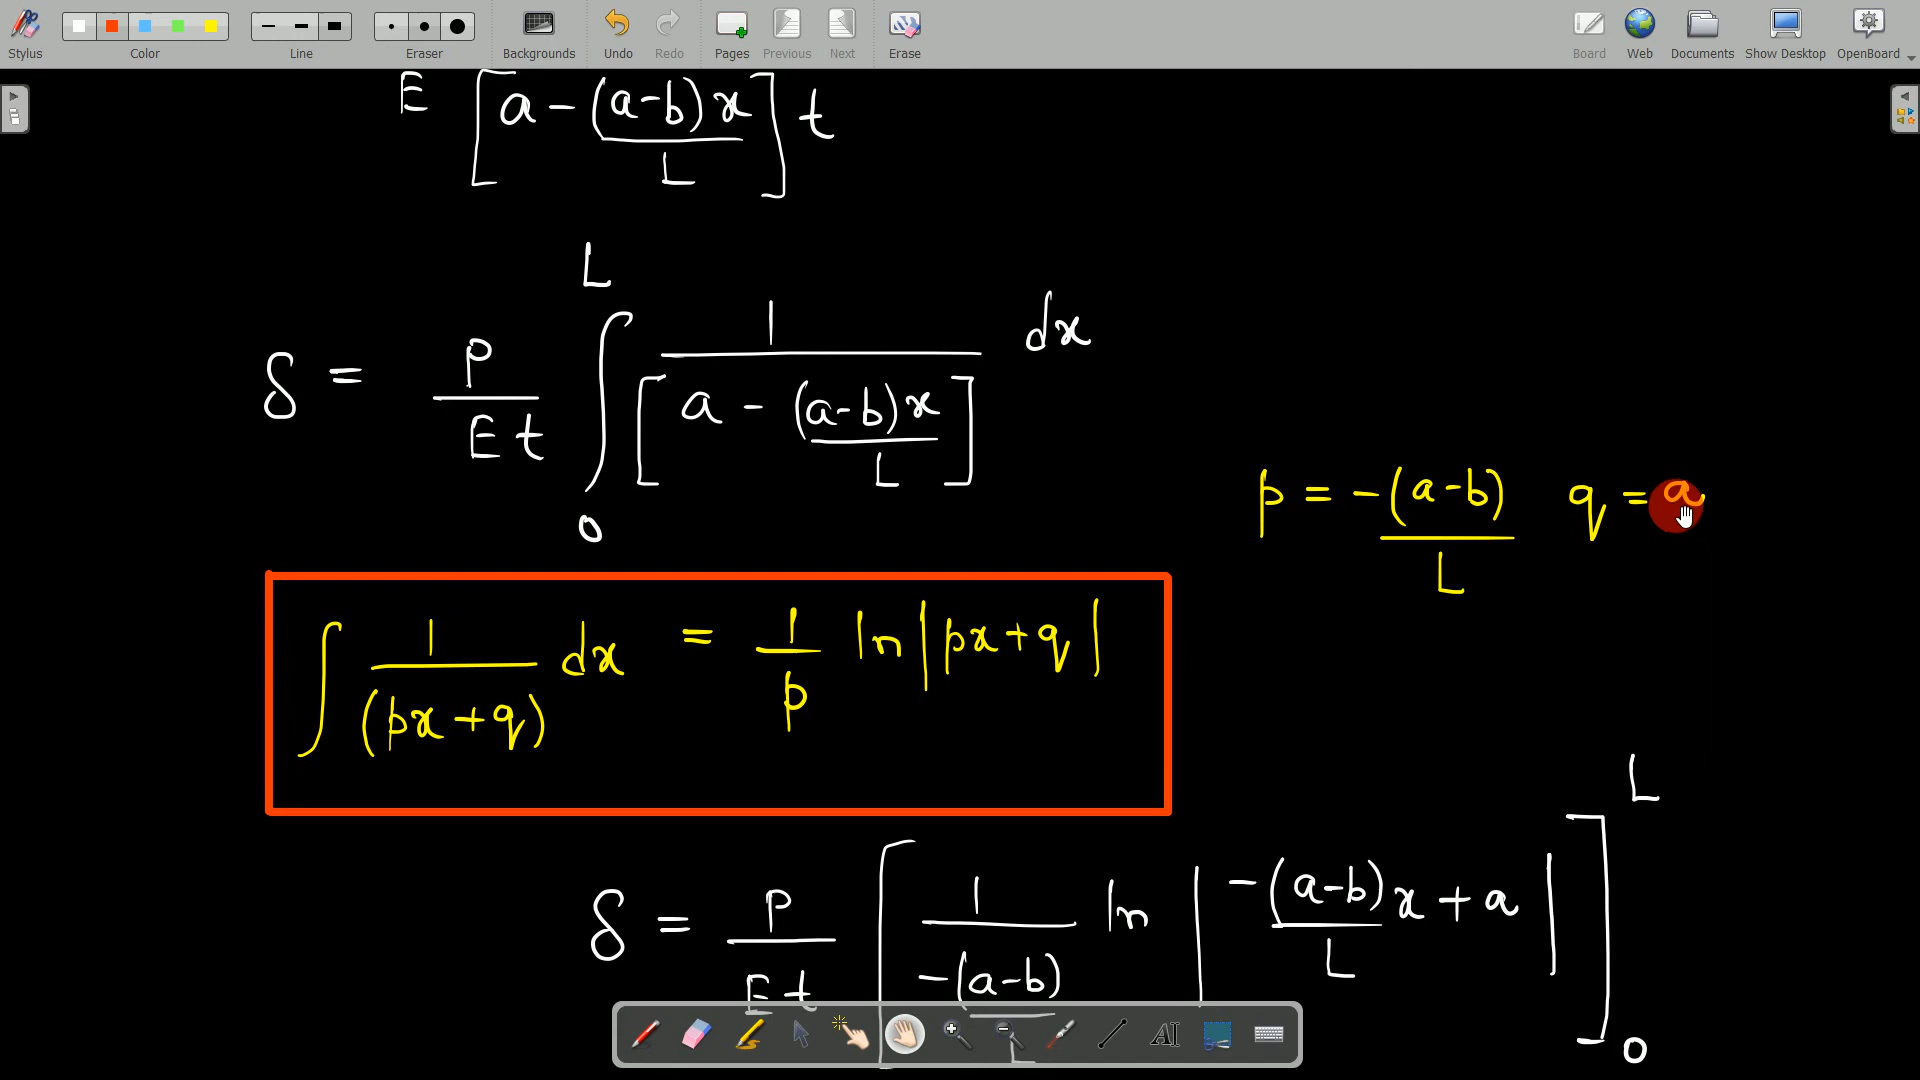 Stylus Color Line Eraser Backgrounds Undo Redo Pages Previous Next Erase Board Web Documents Show Desktop OpenBoard
E [a - (a-b)x/L] t
δ = P/Et ∫₀ᴸ 1/[a - (a-b)x/L] dx
p = -(a-b)/L q = a
∫ 1/(px+q) dx = 1/p ln|px+q|
δ = P/Et [1/(-(a-b)/L) ln |-(a-b)/L x + a|]₀ᴸ
AI